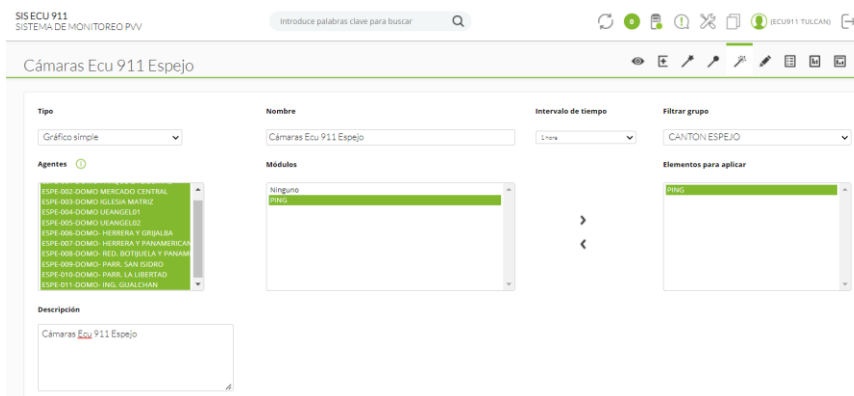 SIS ECU 911
SISTEMA DE MONITOREO PVV
Introduce palabras clave para buscar
0
(ECU911 TULCAN)
Cámaras Ecu 911 Espejo
Tipo
Nombre
Intervalo de tiempo
Filtrar grupo
Gráfico simple
Cámaras Ecu 911 Espejo
1 hora
CANTON ESPEJO
Agentes
Módulos
Elementos para aplicar
ESPE-002-DOMO MERCADO CENTRAL
ESPE-003-DOMO IGLESIA MATRIZ
ESPE-004-DOMO UEANGEL01
ESPE-005-DOMO UEANGEL02
ESPE-006-DOMO- HERRERA Y GRIJALBA
ESPE-007-DOMO- HERRERA Y PANAMERICAN
ESPE-008-DOMO- RED. BOTIJUELA Y PANAM
ESPE-009-DOMO- PARR. SAN ISIDRO
ESPE-010-DOMO- PARR. LA LIBERTAD
ESPE-011-DOMO- ING. GUALCHAN
Ninguno
PING
PING
Descripción
Cámaras Ecu 911 Espejo